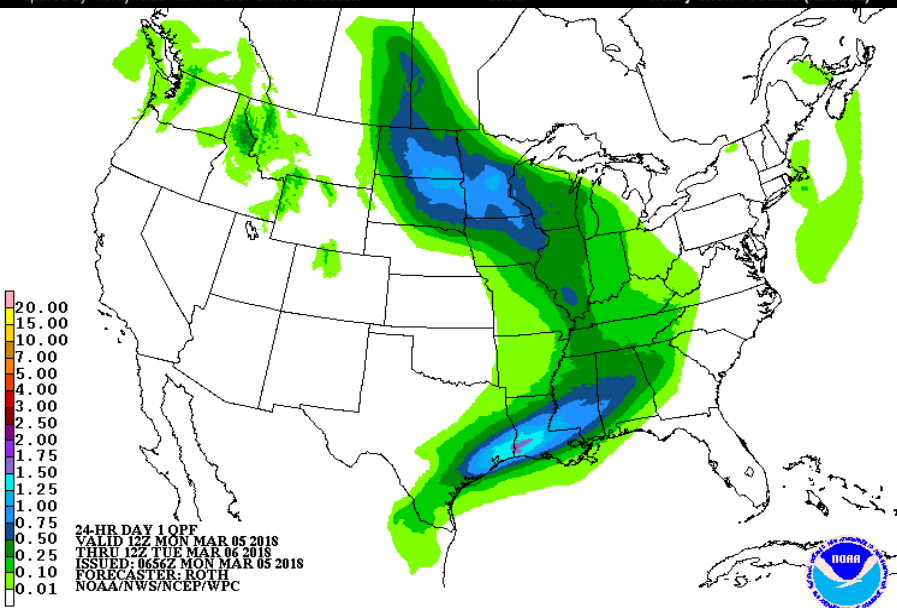 20.00
15.00
10.00
7.00
5.00
4.00
3.00
2.50
2.00
1.75
1.50
1.25
1.00
0.75
0.50
0.25
0.10
0.01
24-HR DAY 1 QPF
VALID 12Z MON MAR 05 2018
THRU 12Z TUE MAR 06 2018
ISSUED: 0656Z MON MAR 05 2018
FORECASTER: ROTH
NOAA/NWS/NCEP/WPC
NOAA